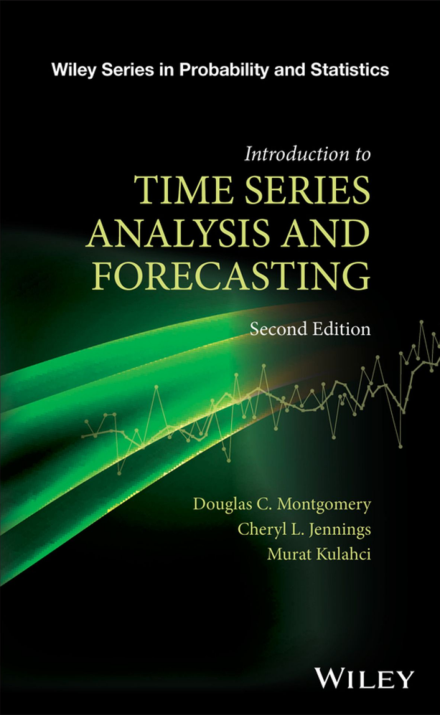 Wiley Series in Probability and Statistics
Introduction to
TIME SERIES
ANALYSIS AND
FORECASTING
Second Edition
Douglas C. Montgomery
Cheryl L. Jennings
Murat Kulahci
WILEY